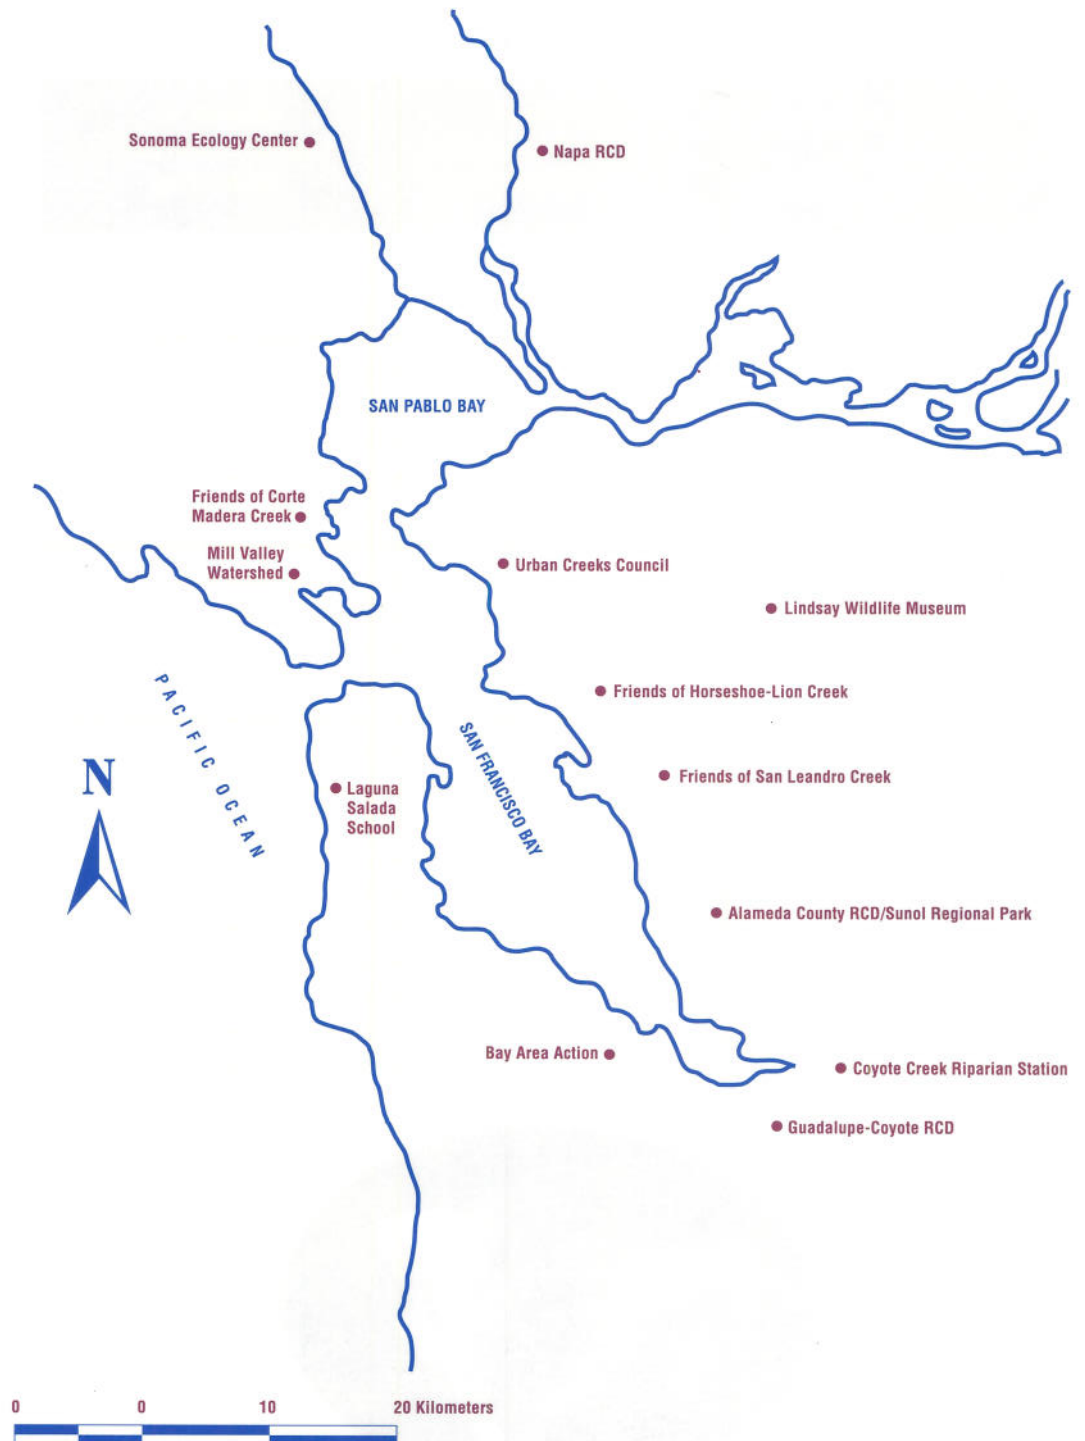 Sonoma Ecology Center
Napa RCD
SAN PABLO BAY
Friends of Corte
Madera Creek
Mill Valley
Watershed
Urban Creeks Council
Lindsay Wildlife Museum
PACIFIC OCEAN
Friends of Horseshoe-Lion Creek
SAN FRANCISCO BAY
N
Friends of San Leandro Creek
Laguna
Salada
School
Alameda County RCD/Sunol Regional Park
Bay Area Action
Coyote Creek Riparian Station
Guadalupe-Coyote RCD
0 0 10 20 Kilometers